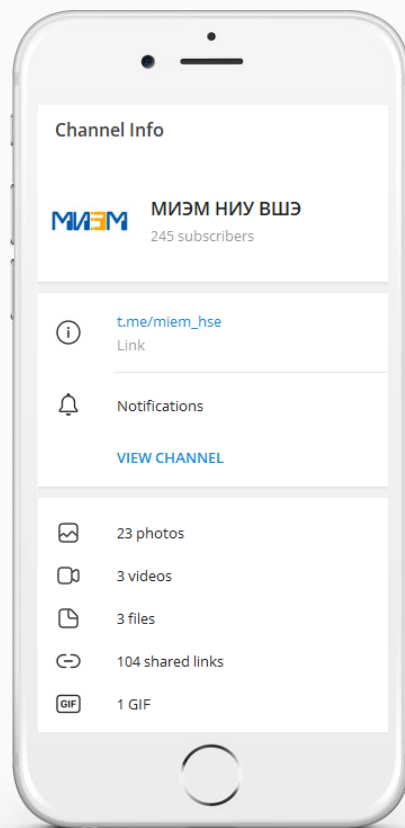 Channel Info
МИЭМ
МИЭМ НИУ ВШЭ
245 subscribers
t.me/miem_hse
Link
Notifications
VIEW CHANNEL
23 photos
3 videos
3 files
104 shared links
GIF
1 GIF